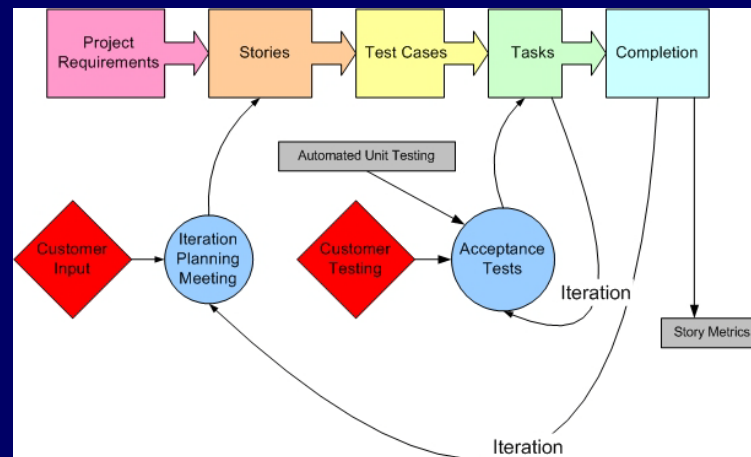 Project
Requirements
Stories
Test Cases
Tasks
Completion
Automated Unit Testing
Customer
Input
Iteration
Planning
Meeting
Customer
Testing
Acceptance
Tests
Iteration
Story Metrics
Iteration